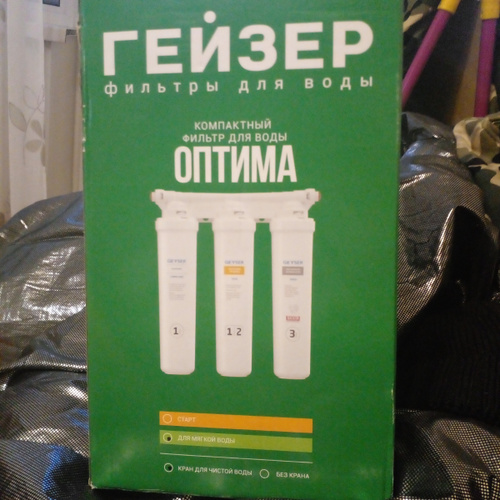 ГЕЙЗЕР
фильтры для воды
КОМПАКТНЫЙ
ФИЛЬТР ДЛЯ ВОДЫ
ОПТИМА
1
1·2
3
СТАРТ
ДЛЯ МЯГКОЙ ВОДЫ
КРАН ДЛЯ ЧИСТОЙ ВОДЫ
БЕЗ КРАНА